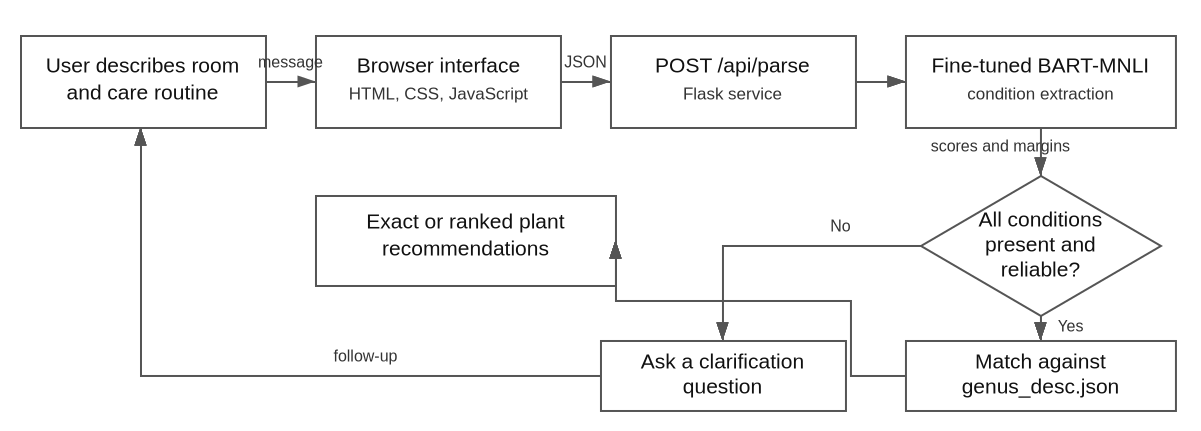 User describes room
and care routine
message
Browser interface
HTML, CSS, JavaScript
JSON
POST /api/parse
Flask service
Fine-tuned BART-MNLI
condition extraction
scores and margins
All conditions
present and
reliable?
No
Yes
Exact or ranked plant
recommendations
follow-up
Ask a clarification
question
Match against
genus_desc.json